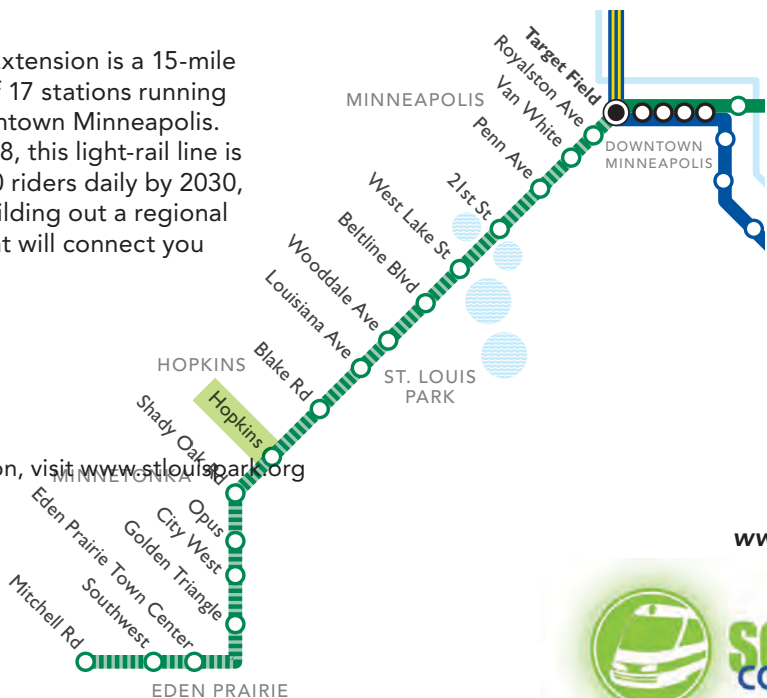 xtension is a 15-mile
f 17 stations running
ntown Minneapolis.
8, this light-rail line is
0 riders daily by 2030,
ilding out a regional
at will connect you
on, visit www.stlouispark.org
MINNEAPOLIS
Target Field
Royalston Ave
Van White
Penn Ave
DOWNTOWN
MINNEAPOLIS
21st St
West Lake St
Beltline Blvd
Wooddale Ave
Louisiana Ave
Blake Rd
ST. LOUIS
PARK
HOPKINS
Hopkins
Shady Oak Rd
MINNETONKA
Opus
City West
Golden Triangle
Eden Prairie Town Center
Southwest
Mitchell Rd
EDEN PRAIRIE
ww